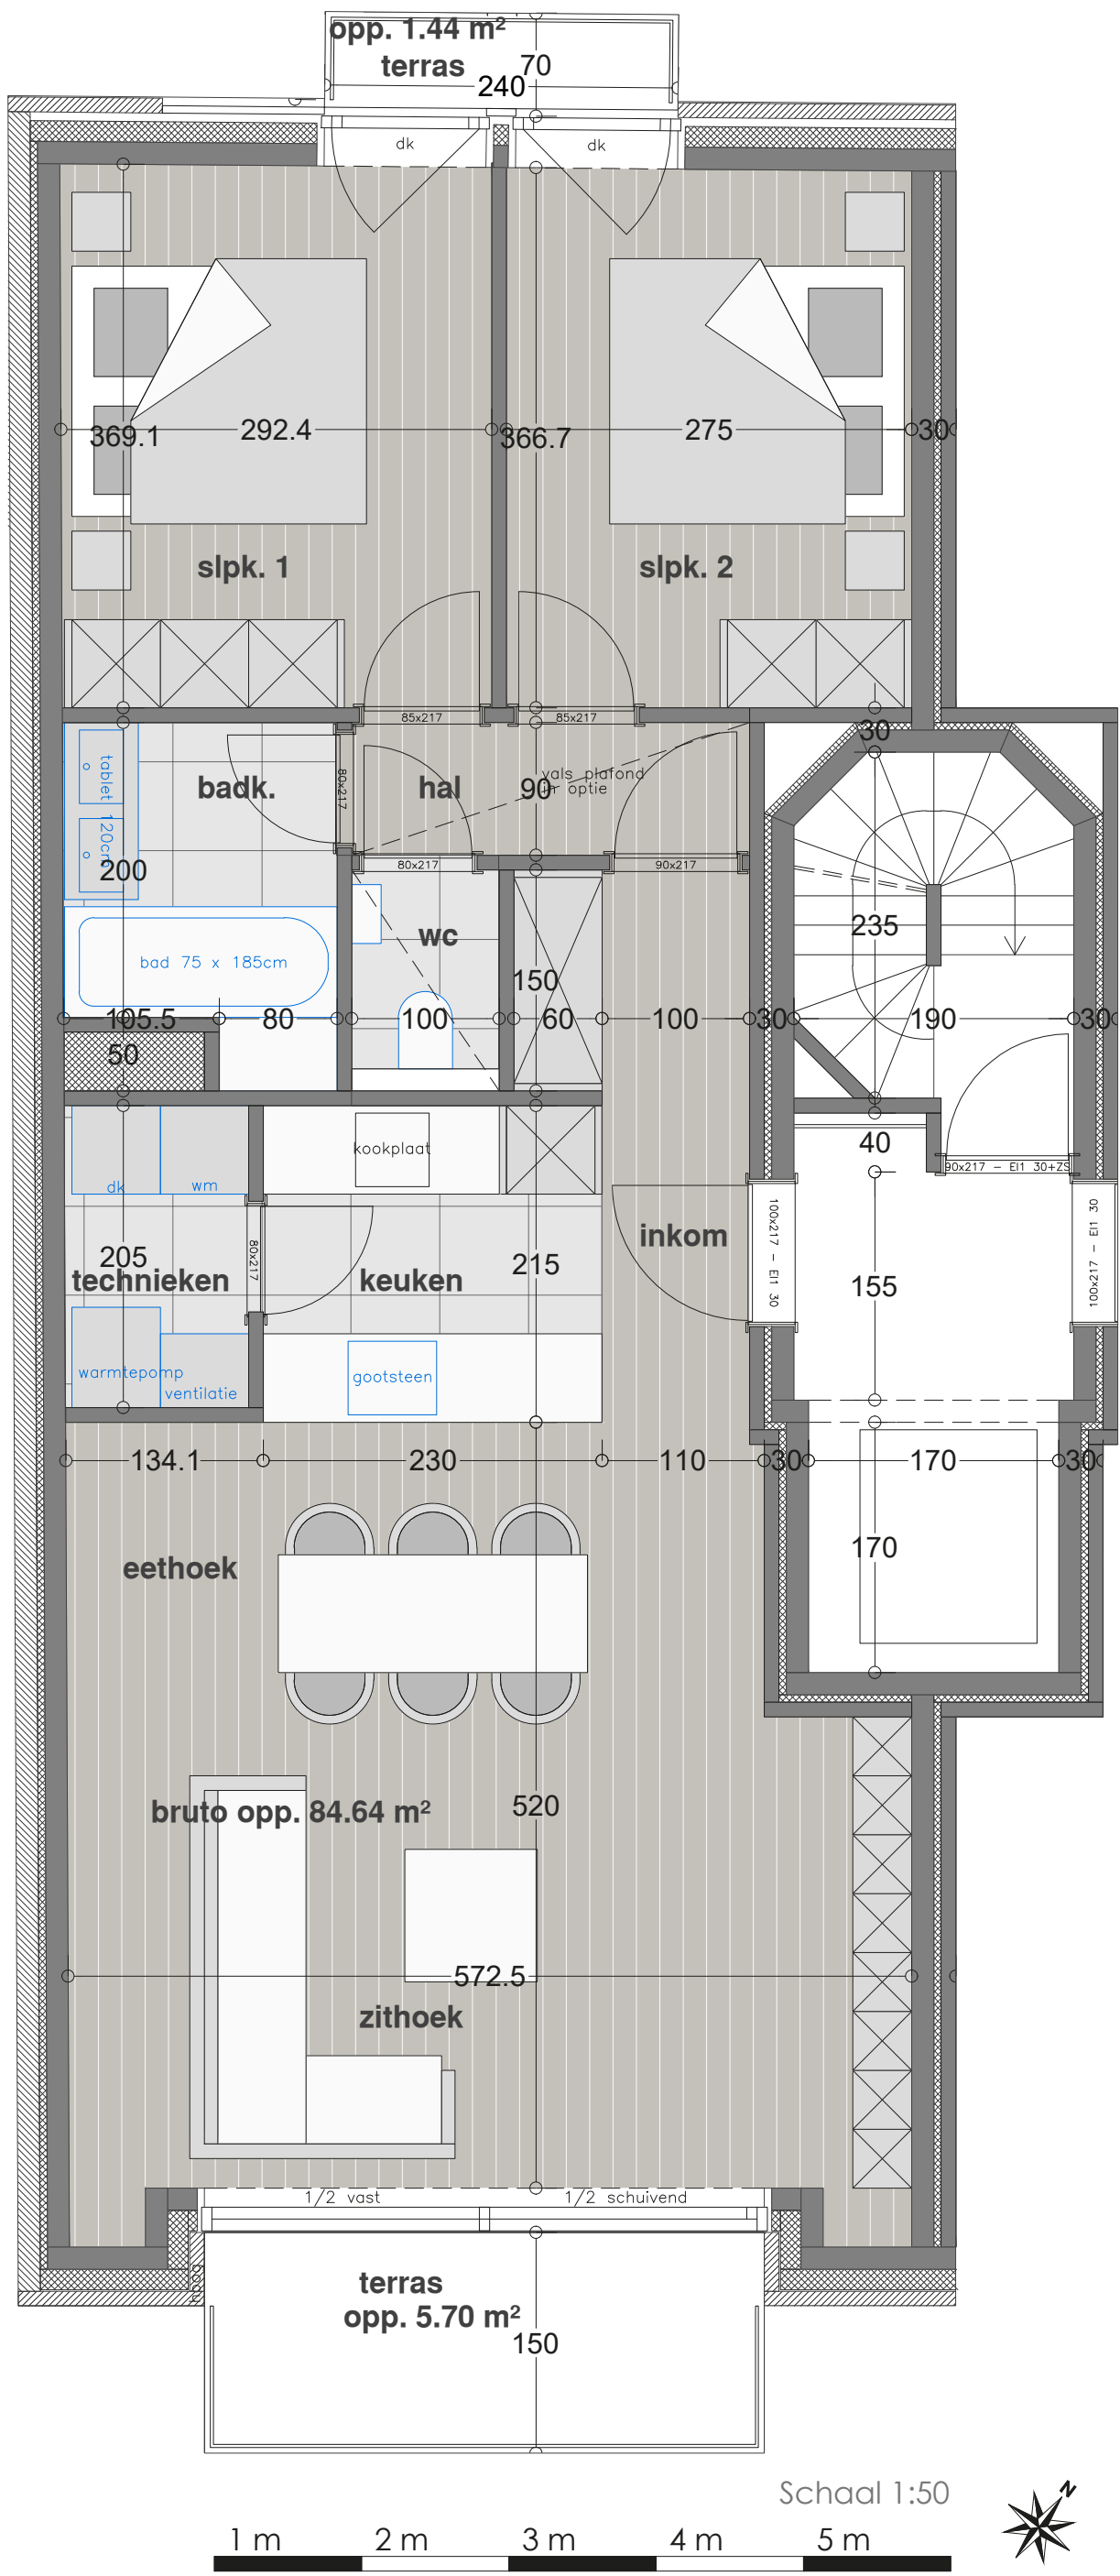 opp. 1.44 m²
terras
70
240
dk
dk
369.1
292.4
366.7
275
30
slpk. 1
slpk. 2
85x217
85x217
30
tablet 120cm
badk.
80x217
hal
90
vals plafond
in optie
200
80x217
90x217
235
wc
bad 75 x 185cm
150
105.5
80
100
60
100
30
190
30
50
40
kookplaat
90x217 - EI1 30+ZS
dk
wm
inkom
100x217 - EI1 30
100x217 - EI1 30
205
80x217
215
technieken
keuken
155
warmtepomp
ventilatie
gootsteen
134.1
230
110
30
170
30
170
eethoek
bruto opp. 84.64 m²
520
572.5
zithoek
1/2 vast
1/2 schuivend
terras
opp. 5.70 m²
150
Schaal 1:50
N
1 m
2 m
3 m
4 m
5 m